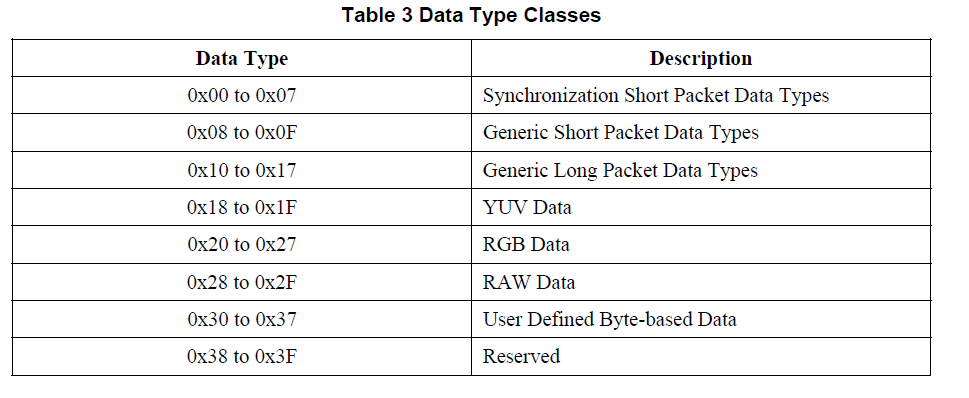 Table 3 Data Type Classes
Data Type Description
0x00 to 0x07 Synchronization Short Packet Data Types
0x08 to 0x0F Generic Short Packet Data Types
0x10 to 0x17 Generic Long Packet Data Types
0x18 to 0x1F YUV Data
0x20 to 0x27 RGB Data
0x28 to 0x2F RAW Data
0x30 to 0x37 User Defined Byte-based Data
0x38 to 0x3F Reserved